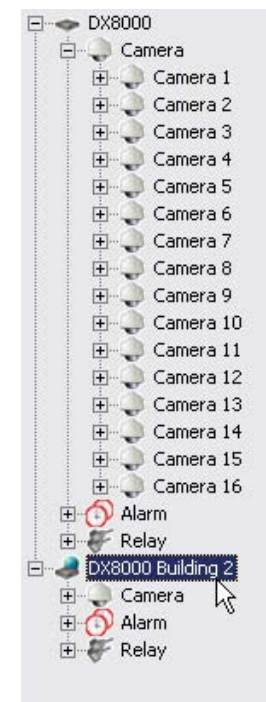 DX8000
Camera
Camera 1
Camera 2
Camera 3
Camera 4
Camera 5
Camera 6
Camera 7
Camera 8
Camera 9
Camera 10
Camera 11
Camera 12
Camera 13
Camera 14
Camera 15
Camera 16
Alarm
Relay
DX8000 Building 2
Camera
Alarm
Relay